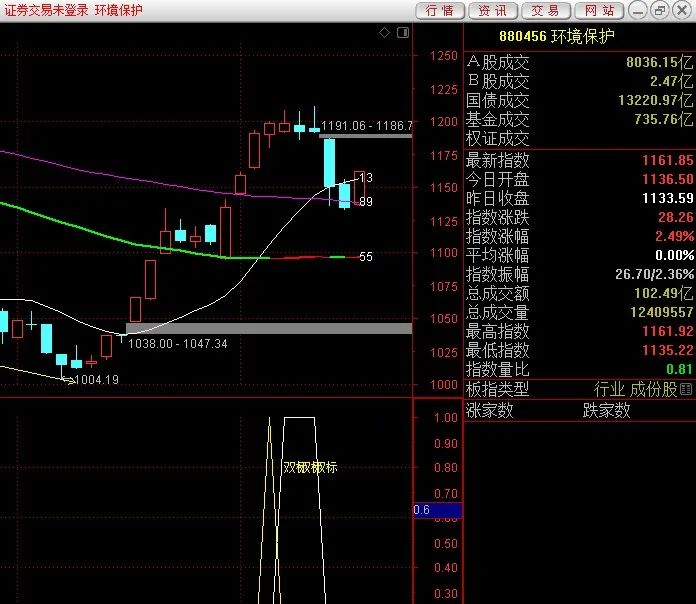 证券交易未登录 环境保护
行情 资讯 交易 网站
880456 环境保护
A股成交 8036.15亿
B股成交 2.47亿
国债成交 13220.97亿
基金成交 735.76亿
权证成交
最新指数 1161.85
今日开盘 1136.50
昨日收盘 1133.59
指数涨跌 28.26
指数涨幅 2.49%
平均涨幅 0.00%
指数振幅 26.70/2.36%
总成交额 102.49亿
总成交量 12409557
最高指数 1161.92
最低指数 1135.22
指数量比 0.81
板指类型 行业 成份股
涨家数 跌家数
1250
1225
1200
1175
1150
1125
1100
1075
1050
1025
1000
1191.06 - 1186.7
13
89
55
1038.00 - 1047.34
1004.19
1.00
0.90
0.80
0.70
0.6
0.50
0.40
0.30
双标